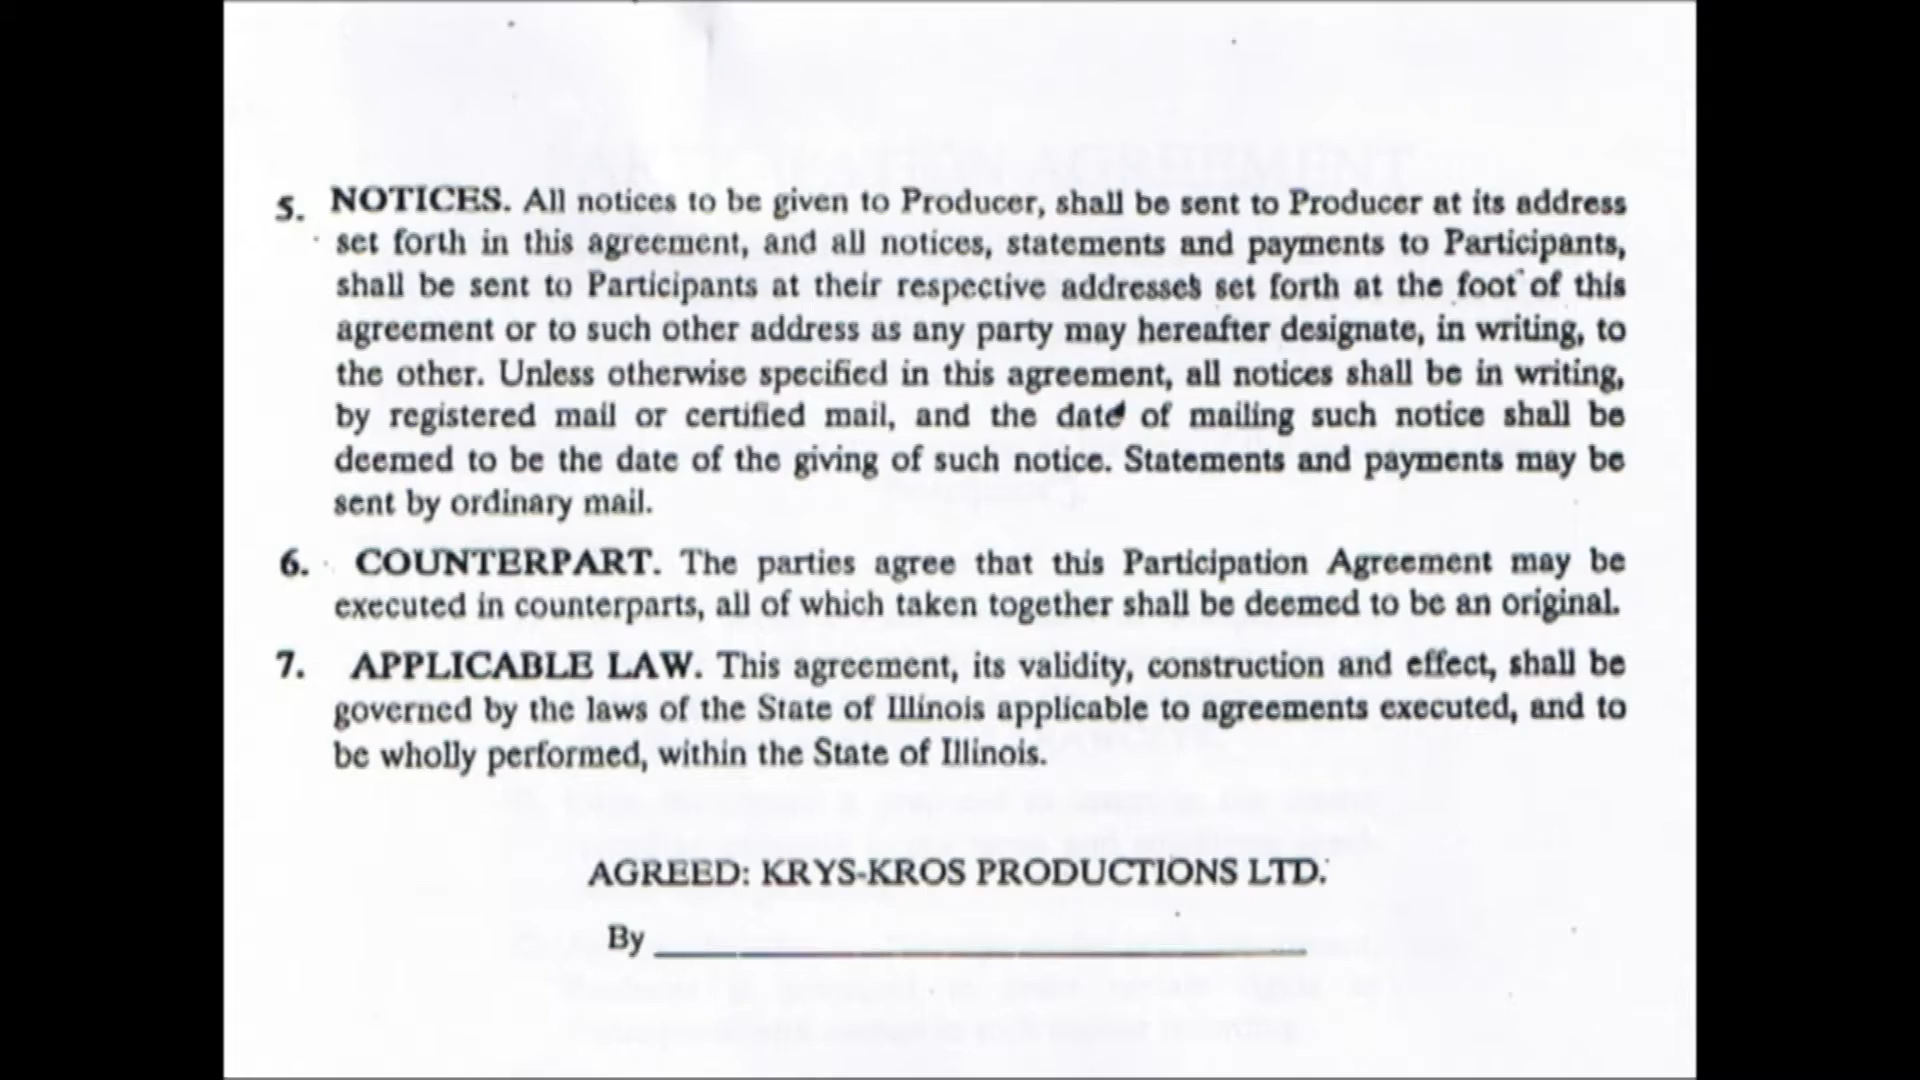 5. NOTICES. All notices to be given to Producer, shall be sent to Producer at its address
set forth in this agreement, and all notices, statements and payments to Participants,
shall be sent to Participants at their respective addresses set forth at the foot of this
agreement or to such other address as any party may hereafter designate, in writing, to
the other. Unless otherwise specified in this agreement, all notices shall be in writing,
by registered mail or certified mail, and the date of mailing such notice shall be
deemed to be the date of the giving of such notice. Statements and payments may be
sent by ordinary mail.
6. COUNTERPART. The parties agree that this Participation Agreement may be
executed in counterparts, all of which taken together shall be deemed to be an original.
7. APPLICABLE LAW. This agreement, its validity, construction and effect, shall be
governed by the laws of the State of Illinois applicable to agreements executed, and to
be wholly performed, within the State of Illinois.
AGREED: KRYS-KROS PRODUCTIONS LTD.
By